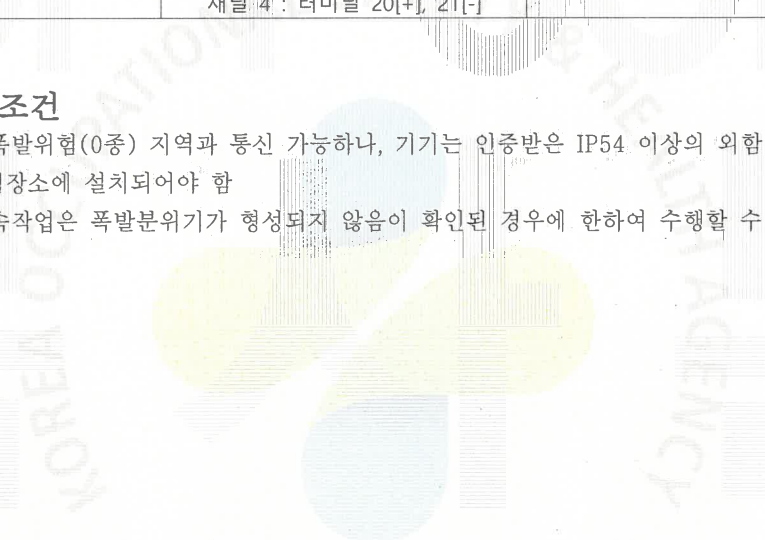 채널 4 : 터미널 20[+], 21[-]
조건
폭발위험(0종) 지역과 통신 가능하나, 기기는 인증받은 IP54 이상의 외함
장소에 설치되어야 함
작업은 폭발분위기가 형성되지 않음이 확인된 경우에 한하여 수행할 수
KOREA OCCUPATION & HEALTH AGENCY